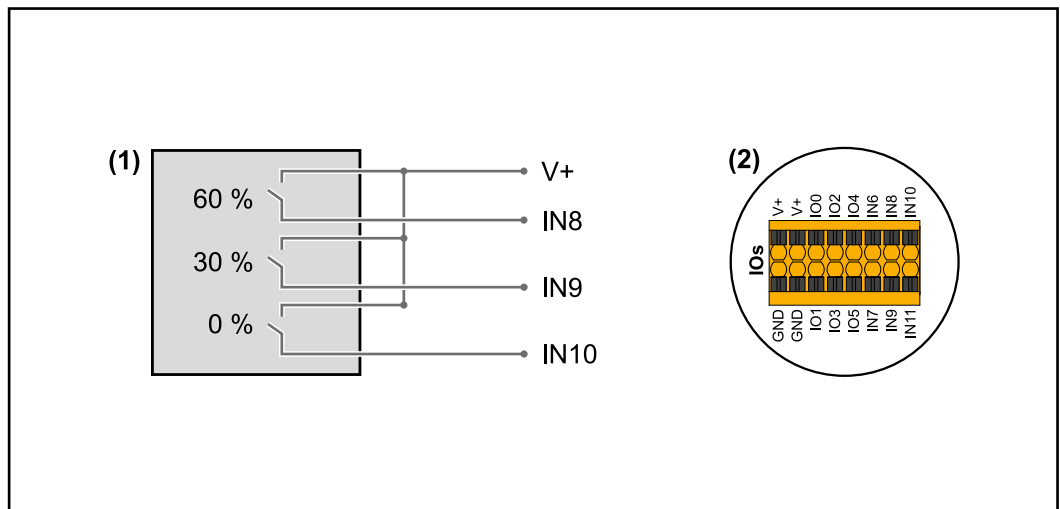 (1)
60 %
30 %
0 %
V+
IN8
IN9
IN10
(2)
V+ V+ IO0 IO2 IO4 IN6 IN8 IN10
IOs
GND GND IO1 IO3 IO5 IN7 IN9 IN11